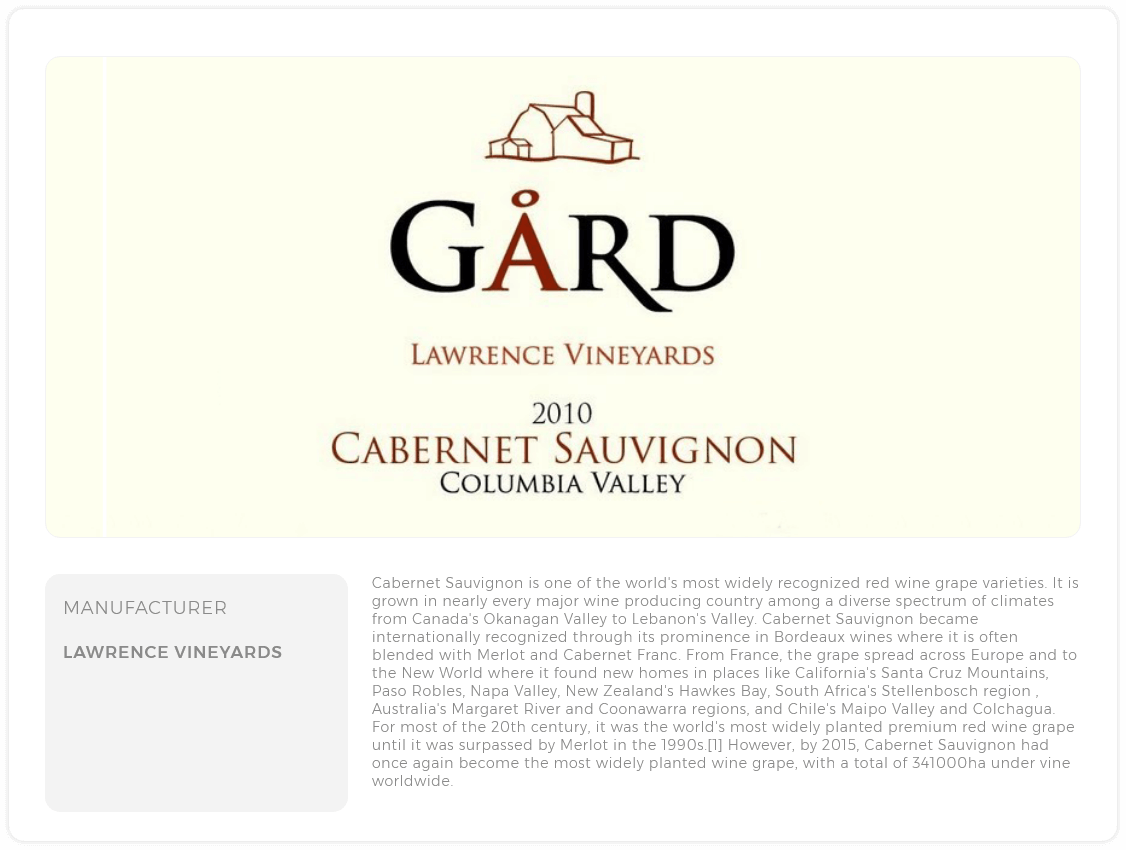 GÅRD
LAWRENCE VINEYARDS
2010
CABERNET SAUVIGNON
COLUMBIA VALLEY
MANUFACTURER
LAWRENCE VINEYARDS
Cabernet Sauvignon is one of the world's most widely recognized red wine grape varieties. It is
grown in nearly every major wine producing country among a diverse spectrum of climates
from Canada's Okanagan Valley to Lebanon's Valley. Cabernet Sauvignon became
internationally recognized through its prominence in Bordeaux wines where it is often
blended with Merlot and Cabernet Franc. From France, the grape spread across Europe and to
the New World where it found new homes in places like California's Santa Cruz Mountains,
Paso Robles, Napa Valley, New Zealand's Hawkes Bay, South Africa's Stellenbosch region ,
Australia's Margaret River and Coonawarra regions, and Chile's Maipo Valley and Colchagua.
For most of the 20th century, it was the world's most widely planted premium red wine grape
until it was surpassed by Merlot in the 1990s.[1] However, by 2015, Cabernet Sauvignon had
once again become the most widely planted wine grape, with a total of 341000ha under vine
worldwide.